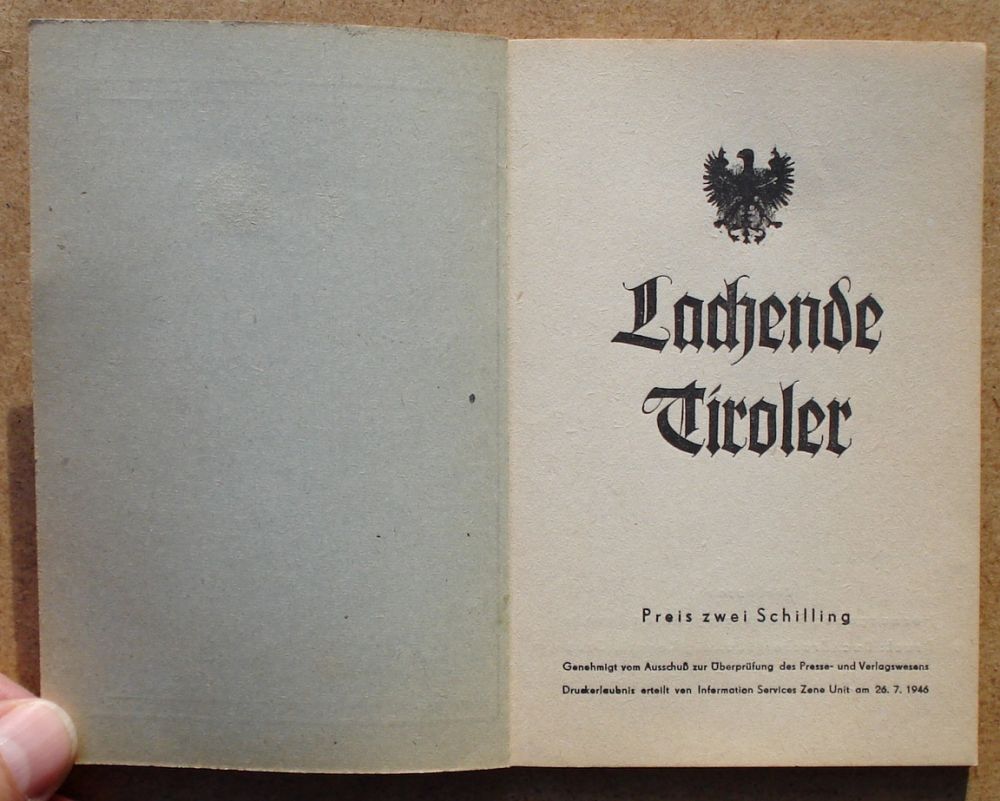 Lachende
Tiroler
Preis zwei Schilling
Genehmigt vom Ausschuß zur Überprüfung des Presse- und Verlagswesens
Druckerlaubnis erteilt von Information Services Zone Unit am 26. 7. 1946